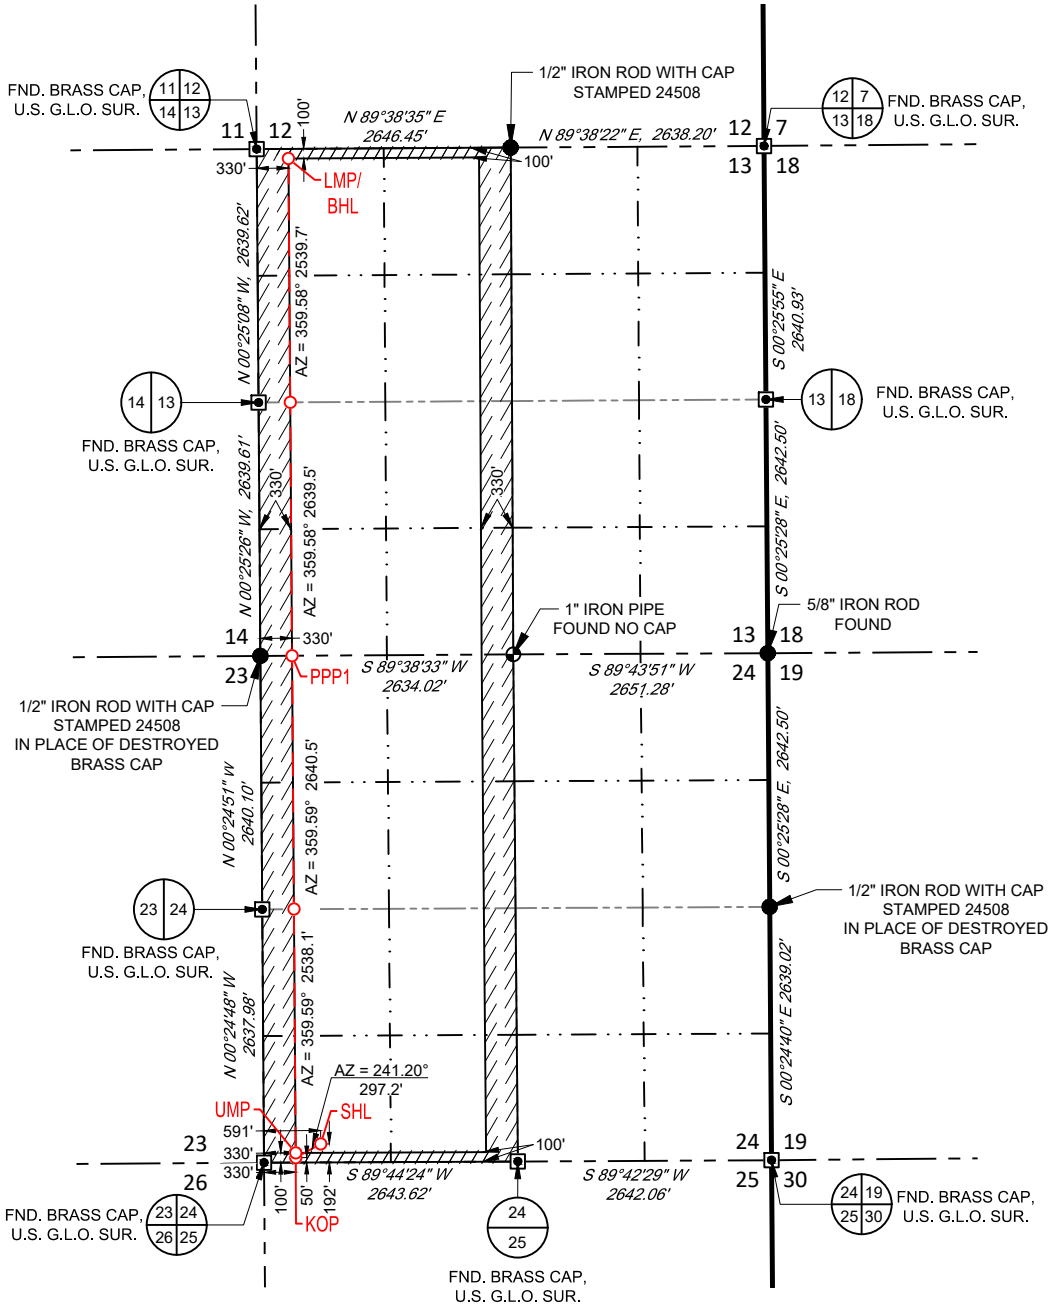 1/2" IRON ROD WITH CAP
STAMPED 24508
FND. BRASS CAP,
U.S. G.L.O. SUR.
11 12
14 13
12 7
13 18
FND. BRASS CAP,
U.S. G.L.O. SUR.
11 12
100'
N 89°38'35" E
2646.45'
N 89°38'22" E, 2638.20'
12 7
13 18
330'
100'
LMP/
BHL
N 00°25'08" W, 2639.62'
AZ = 359.58° 2539.7'
S 00°25'55" E
2640.93'
14 13
FND. BRASS CAP,
U.S. G.L.O. SUR.
13 18
FND. BRASS CAP,
U.S. G.L.O. SUR.
N 00°25'26" W, 2639.61'
330'
AZ = 359.58° 2639.5'
330'
S 00°25'28" E, 2642.50'
1" IRON PIPE
FOUND NO CAP
5/8" IRON ROD
FOUND
14
23
330'
PPP1
S 89°38'33" W
2634.02'
S 89°43'51" W
2651.28'
13 18
24 19
1/2" IRON ROD WITH CAP
STAMPED 24508
IN PLACE OF DESTROYED
BRASS CAP
N 00°24'51" W
2640.10'
AZ = 359.59° 2640.5'
S 00°25'28" E, 2642.50'
23 24
FND. BRASS CAP,
U.S. G.L.O. SUR.
1/2" IRON ROD WITH CAP
STAMPED 24508
IN PLACE OF DESTROYED
BRASS CAP
N 00°24'48" W
2637.98'
AZ = 359.59° 2538.1'
S 00°24'40" E 2639.02'
AZ = 241.20°
297.2'
UMP
SHL
591'
330'
330'
100'
50'
192'
KOP
100'
23
26
S 89°44'24" W
2643.62'
S 89°42'29" W
2642.06'
24 19
25 30
FND. BRASS CAP,
U.S. G.L.O. SUR.
23 24
26 25
24
25
FND. BRASS CAP,
U.S. G.L.O. SUR.
24 19
25 30
FND. BRASS CAP,
U.S. G.L.O. SUR.